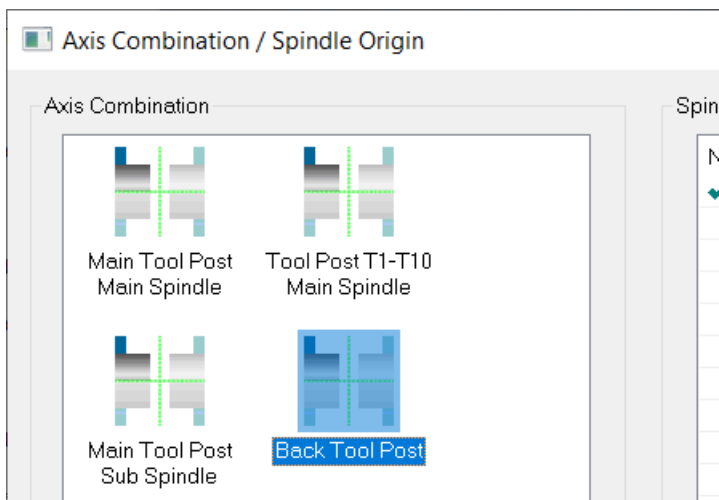 Axis Combination / Spindle Origin
Axis Combination
Main Tool Post
Main Spindle
Tool Post T1-T10
Main Spindle
Main Tool Post
Sub Spindle
Back Tool Post